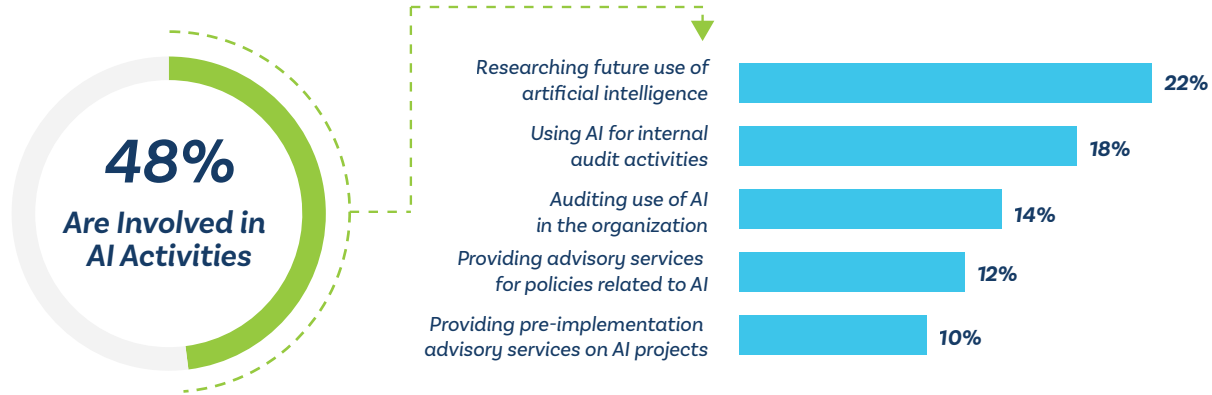 48%
Are Involved in
AI Activities
Researching future use of
artificial intelligence
22%
Using AI for internal
audit activities
18%
Auditing use of AI
in the organization
14%
Providing advisory services
for policies related to AI
12%
Providing pre-implementation
advisory services on AI projects
10%